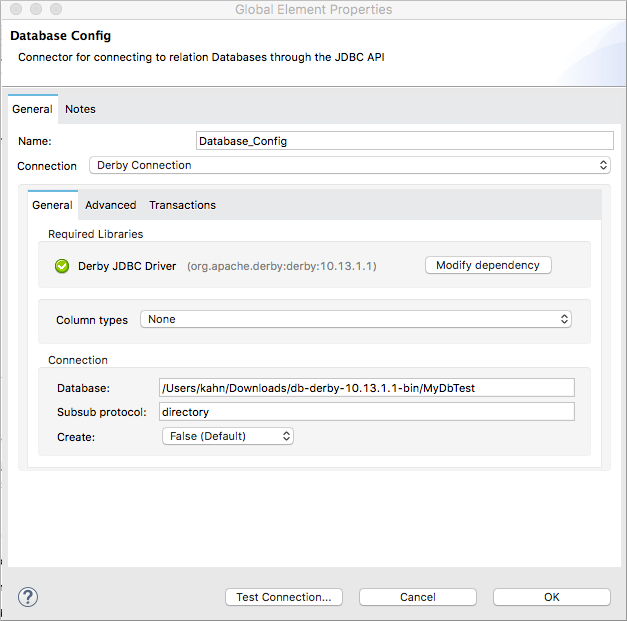 Global Element Properties
Database Config
Connector for connecting to relation Databases through the JDBC API
General Notes
Name: Database_Config
Connection Derby Connection
General Advanced Transactions
Required Libraries
Derby JDBC Driver (org.apache.derby:derby:10.13.1.1) Modify dependency
Column types None
Connection
Database: /Users/kahn/Downloads/db-derby-10.13.1.1-bin/MyDbTest
Subsub protocol: directory
Create: False (Default)
? Test Connection... Cancel OK